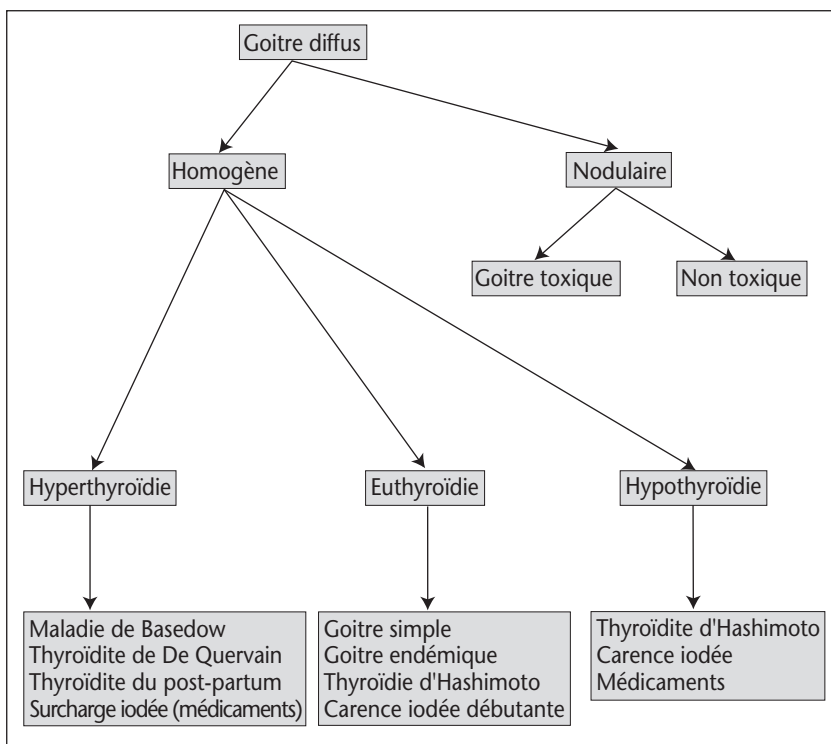 Goitre diffus
Homogène
Nodulaire
Goitre toxique
Non toxique
Hyperthyroïdie
Euthyroïdie
Hypothyroïdie
Maladie de Basedow
Thyroïdite de De Quervain
Thyroïdite du post-partum
Surcharge iodée (médicaments)
Goitre simple
Goitre endémique
Thyroïdie d'Hashimoto
Carence iodée débutante
Thyroïdite d'Hashimoto
Carence iodée
Médicaments